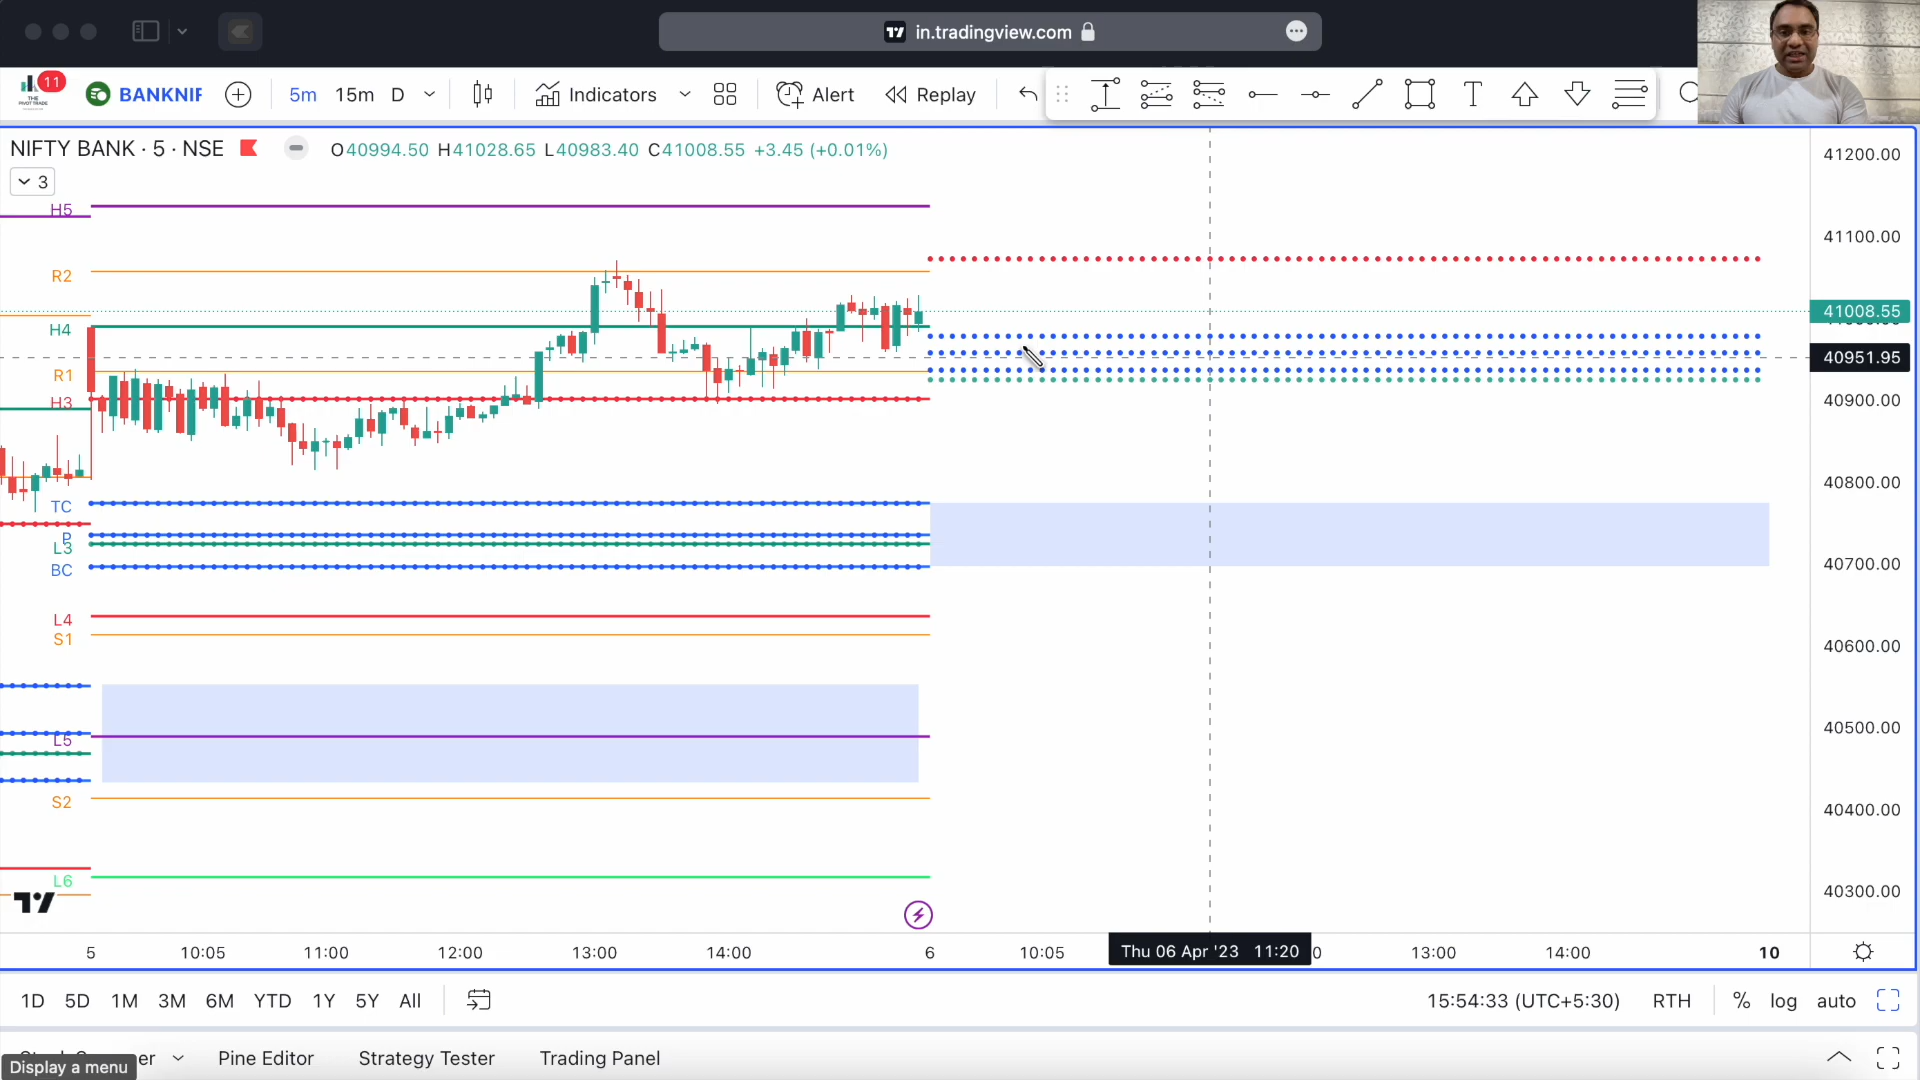 in.tradingview.com
11
THE PIVOT TRADE
BANKNIF
5m 15m D
Indicators
Alert
Replay
NIFTY BANK · 5 · NSE
O40994.50 H41028.65 L40983.40 C41008.55 +3.45 (+0.01%)
3
41200.00
H5
41100.00
R2
41008.55
H4
40951.95
R1
H3
40900.00
40800.00
TC
P
L3
BC
40700.00
L4
S1
40600.00
40500.00
L5
S2
40400.00
L6
40300.00
5 10:05 11:00 12:00 13:00 14:00 6 10:05 Thu 06 Apr '23 11:20 0 13:00 14:00 10
1D 5D 1M 3M 6M YTD 1Y 5Y All
15:54:33 (UTC+5:30) RTH % log auto
er Pine Editor Strategy Tester Trading Panel
Display a menu